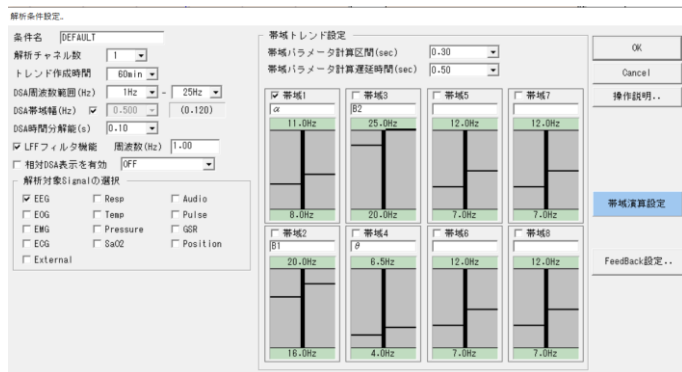 解析条件設定。
条件名 DEFAULT
解析チャネル数 1
トレンド作成時間 60min
DSA周波数範囲(Hz) 1Hz - 25Hz
DSA帯域幅(Hz) 0.500 (0.120)
DSA時間分解能(s) 0.10
LFFフィルタ機能 周波数(Hz) 1.00
相対DSA表示を有効 OFF
解析対象Signalの選択
EEG Resp Audio
EOG Temp Pulse
EMG Pressure GSR
ECG SaO2 Position
External
帯域トレンド設定
帯域パラメータ計算区間(sec) 0.30
帯域パラメータ計算遅延時間(sec) 0.50
帯域1 帯域3 帯域5 帯域7
α B2
11.0Hz 25.0Hz 12.0Hz 12.0Hz
8.0Hz 20.0Hz 7.0Hz 7.0Hz
帯域2 帯域4 帯域6 帯域8
B1 θ
20.0Hz 6.5Hz 12.0Hz 12.0Hz
16.0Hz 4.0Hz 7.0Hz 7.0Hz
OK
Cancel
操作説明..
帯域演算設定
FeedBack設定..